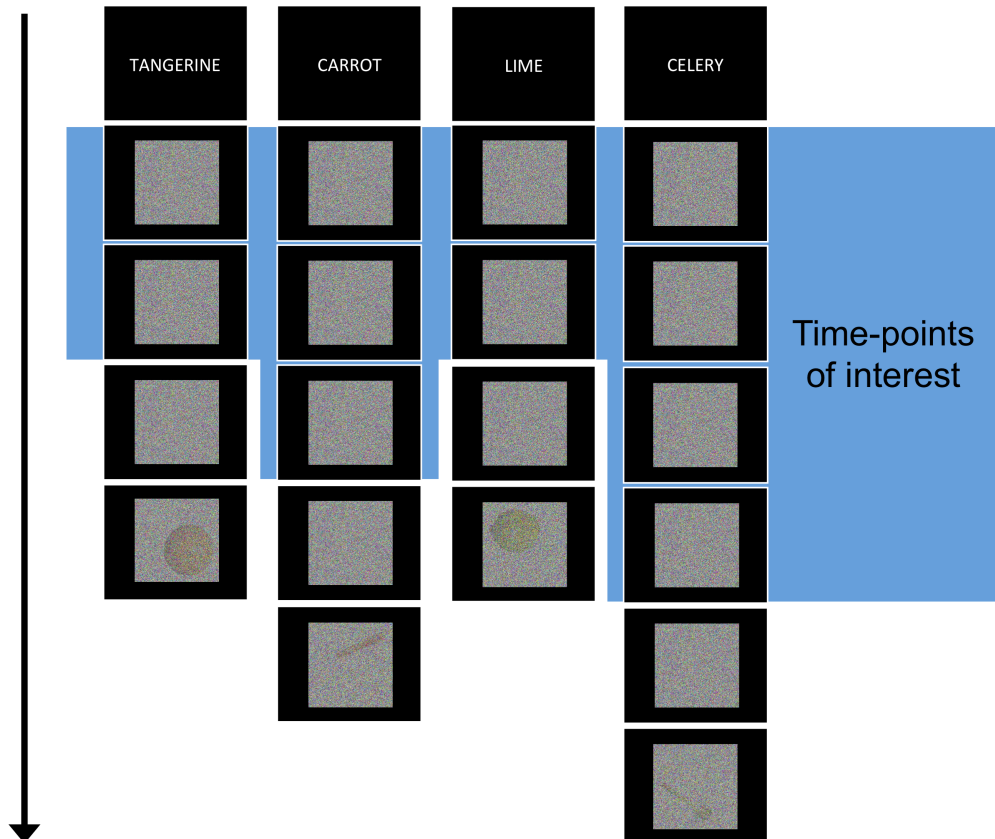 TANGERINE
CARROT
LIME
CELERY
Time-points
of interest